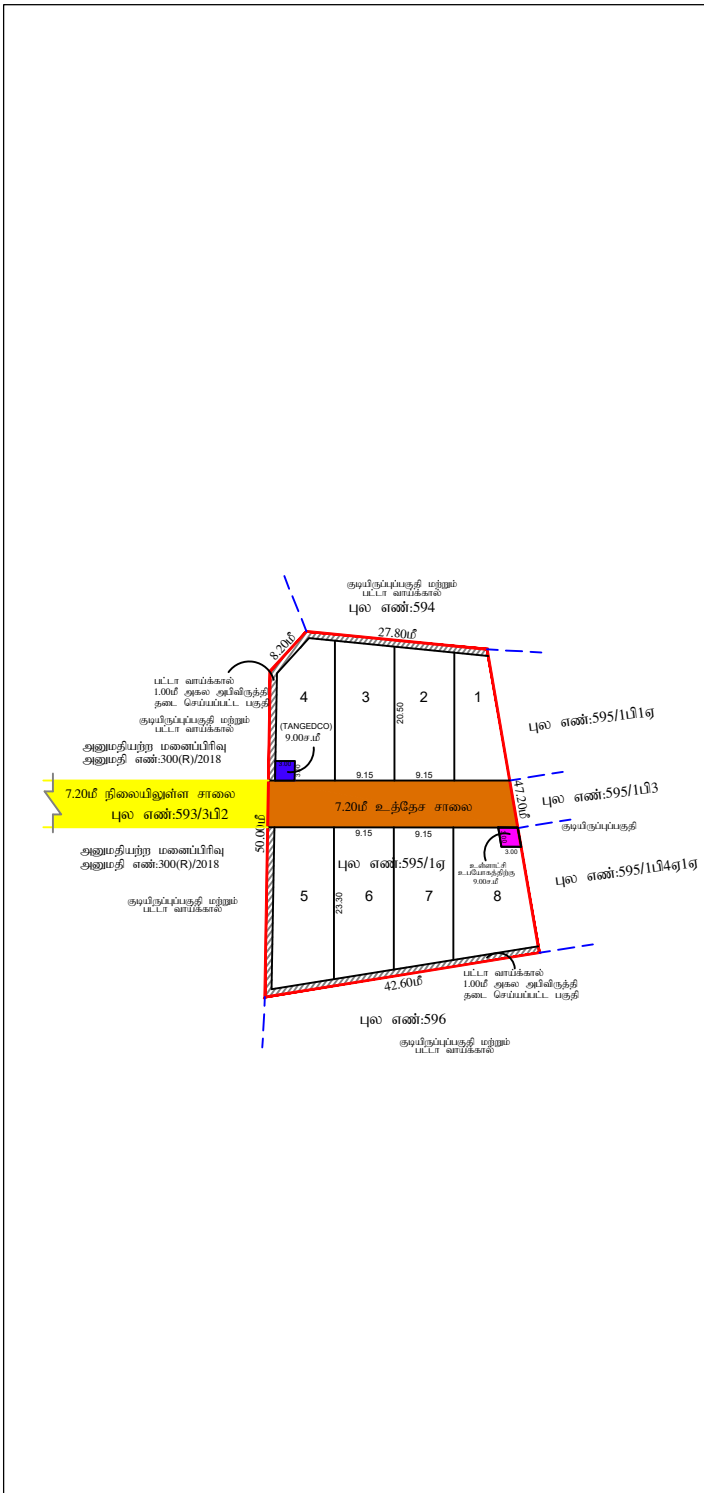 குடியிருப்புப்பகுதி மற்றும்
பட்டா வாய்க்கால்
புல எண்:594
27.80மீ
8.20மீ
பட்டா வாய்க்கால்
1.00மீ அகல அபிவிருத்தி
தடை செய்யப்பட்ட பகுதி
குடியிருப்புப்பகுதி மற்றும்
பட்டா வாய்க்கால்
அனுமதியற்ற மனைப்பிரிவு
அனுமதி எண்:300(R)/2018
4
3
2
1
(TANGEDCO)
9.00ச.மீ
20.50
3.00
9.15
9.15
புல எண்:595/1பி1ஏ
7.20மீ நிலையிலுள்ள சாலை
புல எண்:593/3பி2
7.20மீ உத்தேச சாலை
47.20மீ
புல எண்:595/1பி3
குடியிருப்புபகுதி
50.00மீ
அனுமதியற்ற மனைப்பிரிவு
அனுமதி எண்:300(R)/2018
9.15
9.15
புல எண்:595/1ஏ
உள்ளாட்சி
உபயோகத்திற்கு
9.00ச.மீ
3.00
புல எண்:595/1பி4ஏ1ஏ
குடியிருப்புப்பகுதி மற்றும்
பட்டா வாய்க்கால்
5
23.30
6
7
8
42.60மீ
பட்டா வாய்க்கால்
1.00மீ அகல அபிவிருத்தி
தடை செய்யப்பட்ட பகுதி
புல எண்:596
குடியிருப்புப்பகுதி மற்றும்
பட்டா வாய்க்கால்